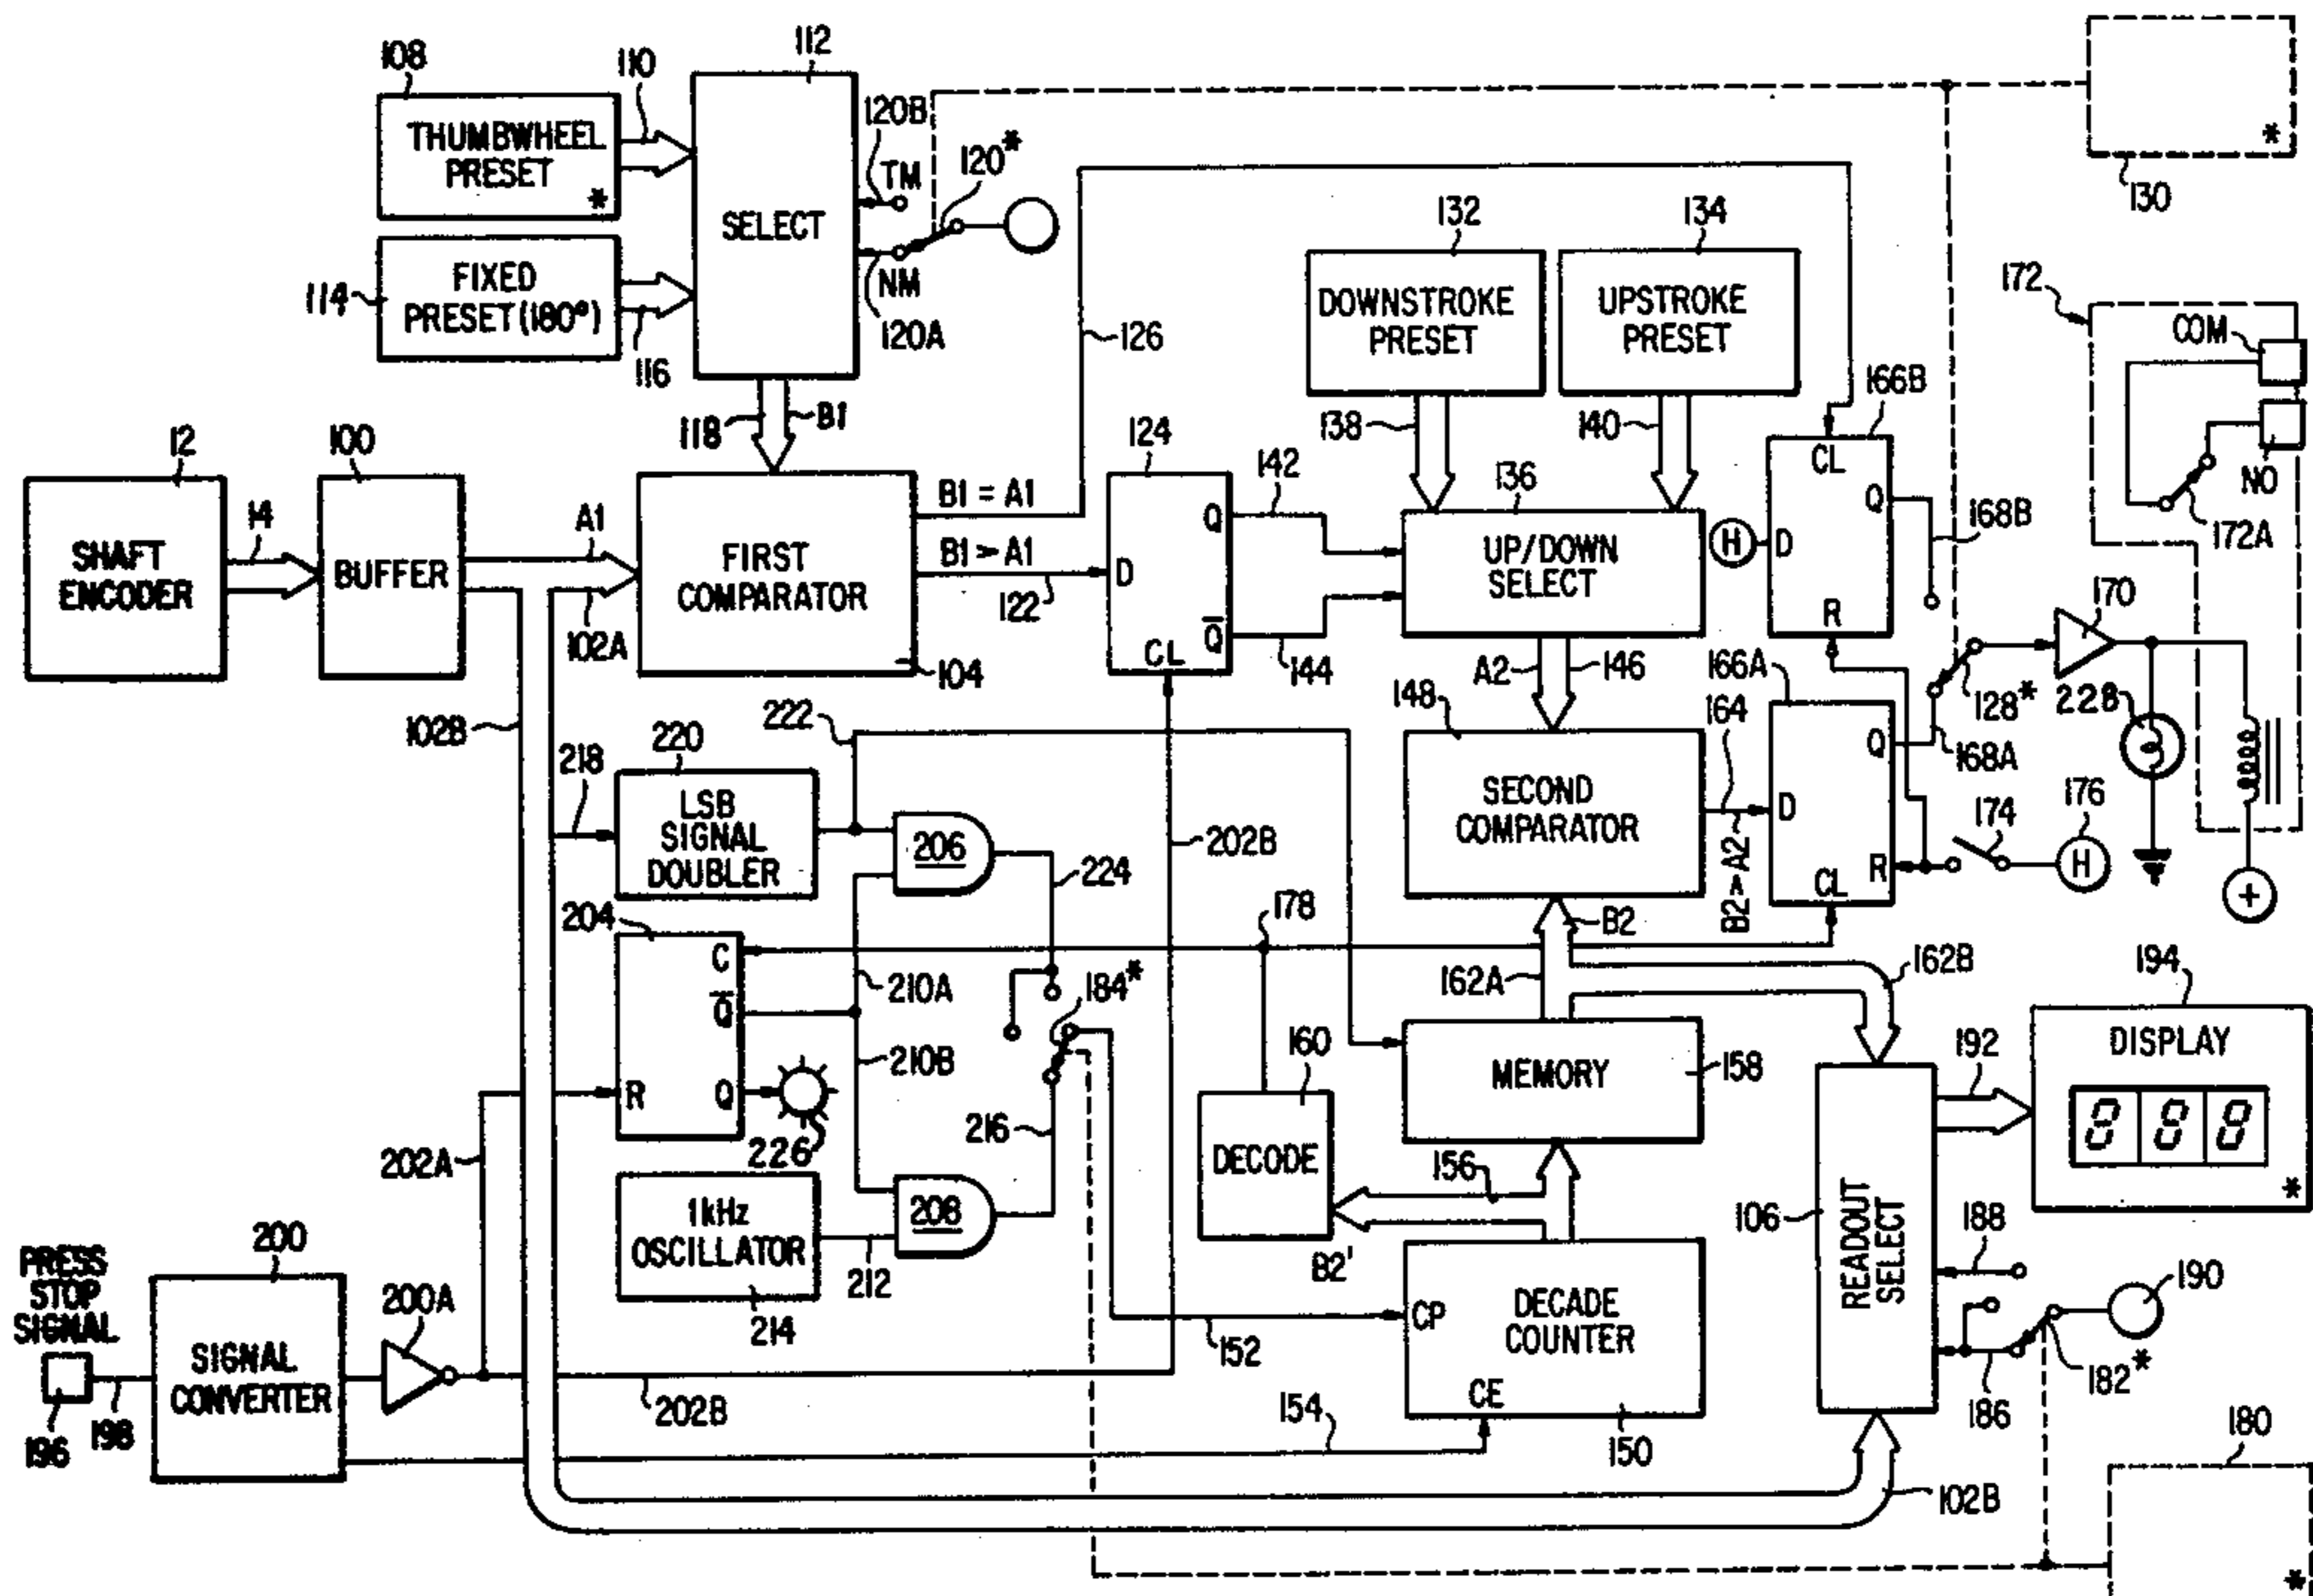 112
108
110
THUMBWHEEL
PRESET
*
120B
TM
120*
SELECT
*
130
132
134
114
FIXED
PRESET (180°)
116
NM
120A
126
DOWNSTROKE
PRESET
UPSTROKE
PRESET
172
COM
NO
172A
118
B1
138
140
166B
12
100
124
142
136
CL
Q
168B
14
A1
B1 = A1
SHAFT
ENCODER
BUFFER
FIRST
COMPARATOR
B1 > A1
122
D
Q
Q̅
CL
UP/DOWN
SELECT
H
D
R
170
102A
104
144
A2
146
166A
128*
228
102B
222
148
164
Q
168A
218
220
LSB
SIGNAL
DOUBLER
206
202B
SECOND
COMPARATOR
D
B2 > A2
CL
R
174
176
H
+
204
224
178
B2
C
Q̅
210A
184*
162A
162B
194
R
Q
210B
226
160
MEMORY
158
192
DISPLAY
8 8 8
*
202A
216
DECODE
156
1kHz
OSCILLATOR
208
212
214
B2'
106
READOUT
SELECT
188
PRESS
STOP
SIGNAL
200
200A
SIGNAL
CONVERTER
196
198
202B
152
CP
DECADE
COUNTER
CE
154
150
190
182*
186
180
102B
*